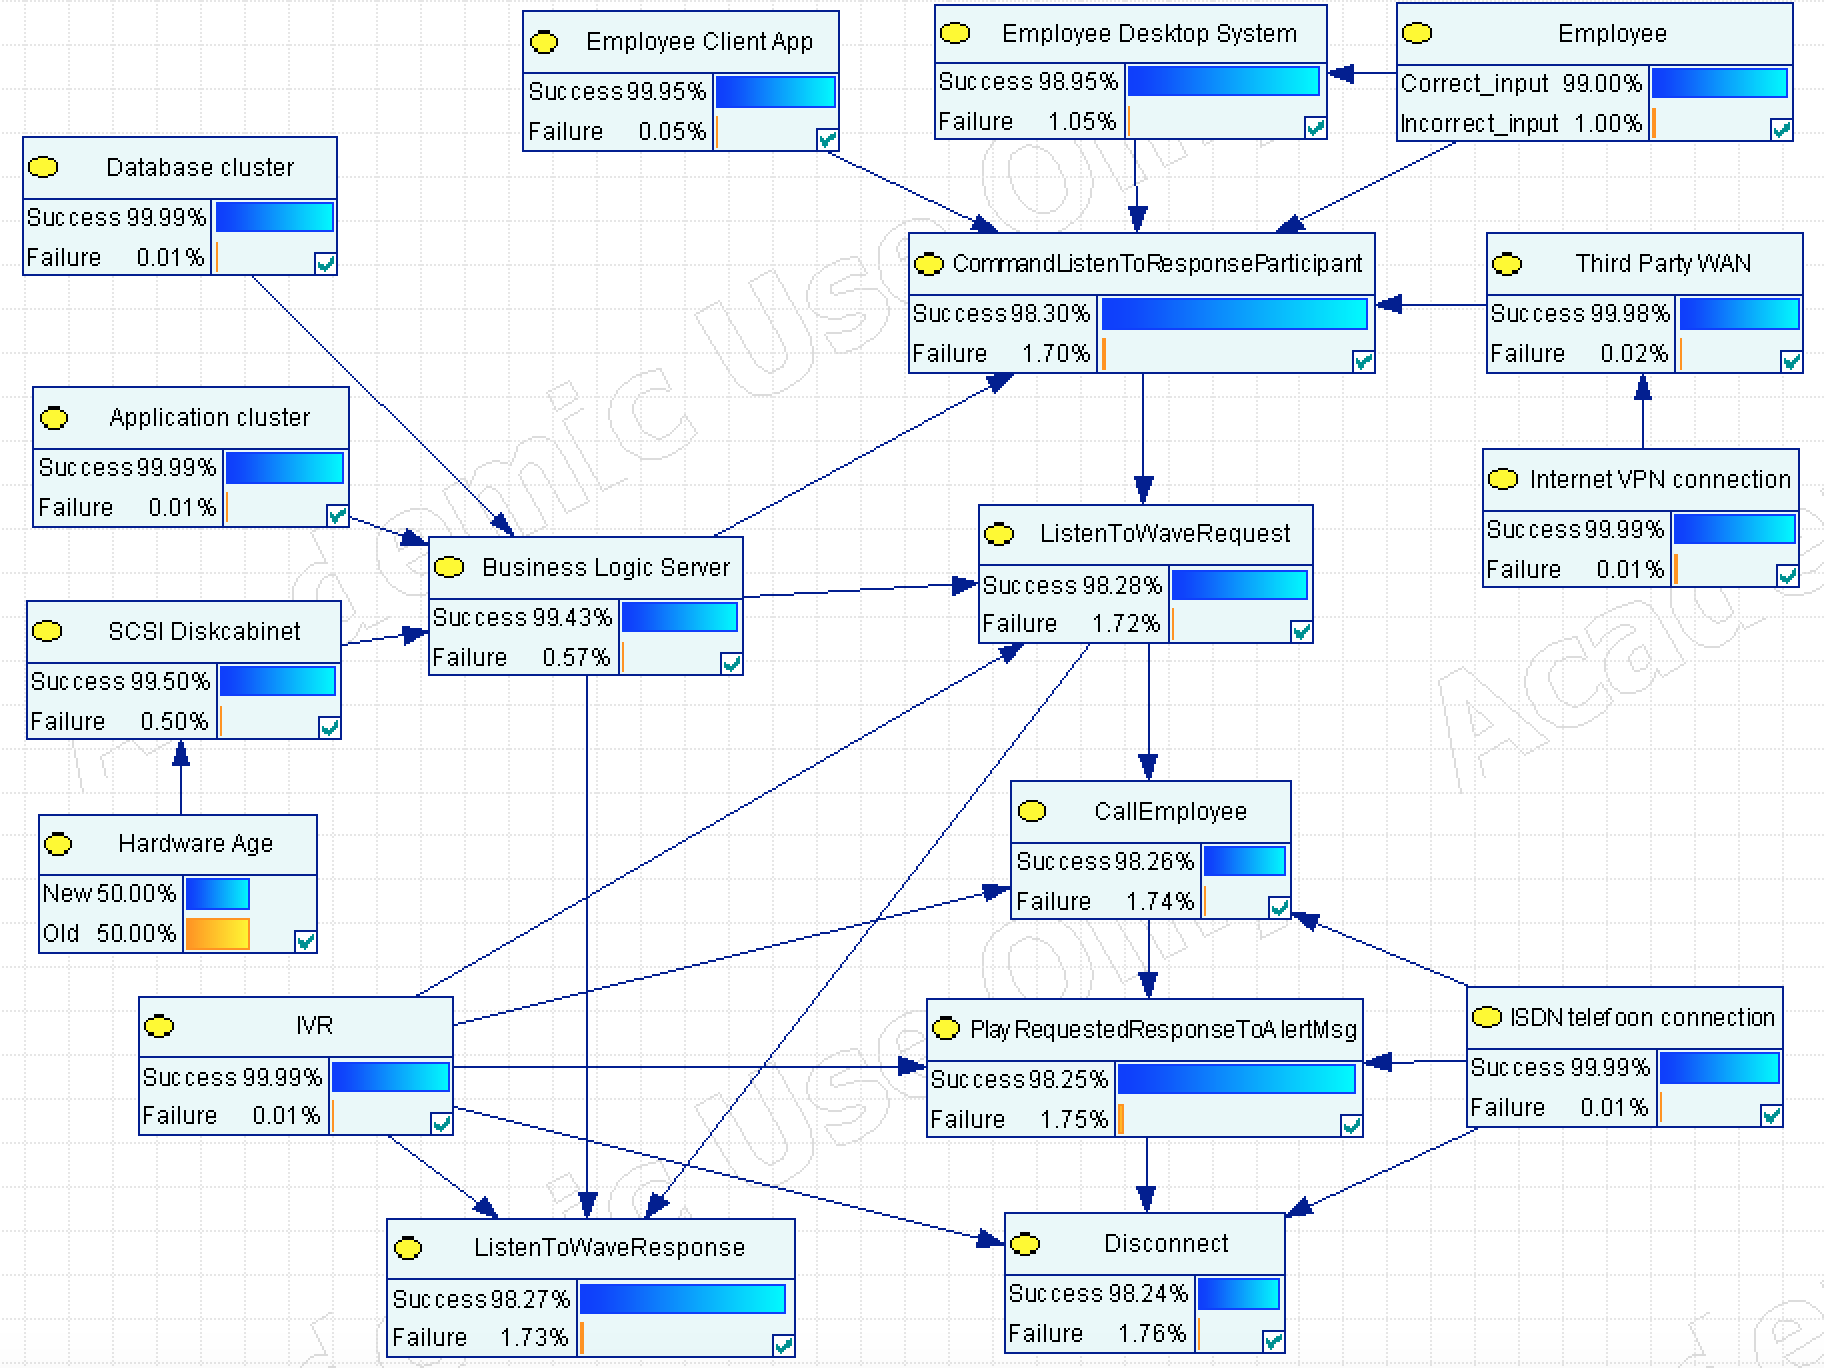 Employee Client App
Success 99.95%
Failure 0.05%
Employee Desktop System
Success 98.95%
Failure 1.05%
Employee
Correct_input 99.00%
Incorrect_input 1.00%
Database cluster
Success 99.99%
Failure 0.01%
CommandListenToResponseParticipant
Success 98.30%
Failure 1.70%
Third Party WAN
Success 99.98%
Failure 0.02%
Application cluster
Success 99.99%
Failure 0.01%
Internet VPN connection
Success 99.99%
Failure 0.01%
Business Logic Server
Success 99.43%
Failure 0.57%
ListenToWaveRequest
Success 98.28%
Failure 1.72%
SCSI Diskcabinet
Success 99.50%
Failure 0.50%
Hardware Age
New 50.00%
Old 50.00%
CallEmployee
Success 98.26%
Failure 1.74%
IVR
Success 99.99%
Failure 0.01%
PlayRequestedResponseToAlertMsg
Success 98.25%
Failure 1.75%
ISDN telefoon connection
Success 99.99%
Failure 0.01%
ListenToWaveResponse
Success 98.27%
Failure 1.73%
Disconnect
Success 98.24%
Failure 1.76%
Academic Use Only